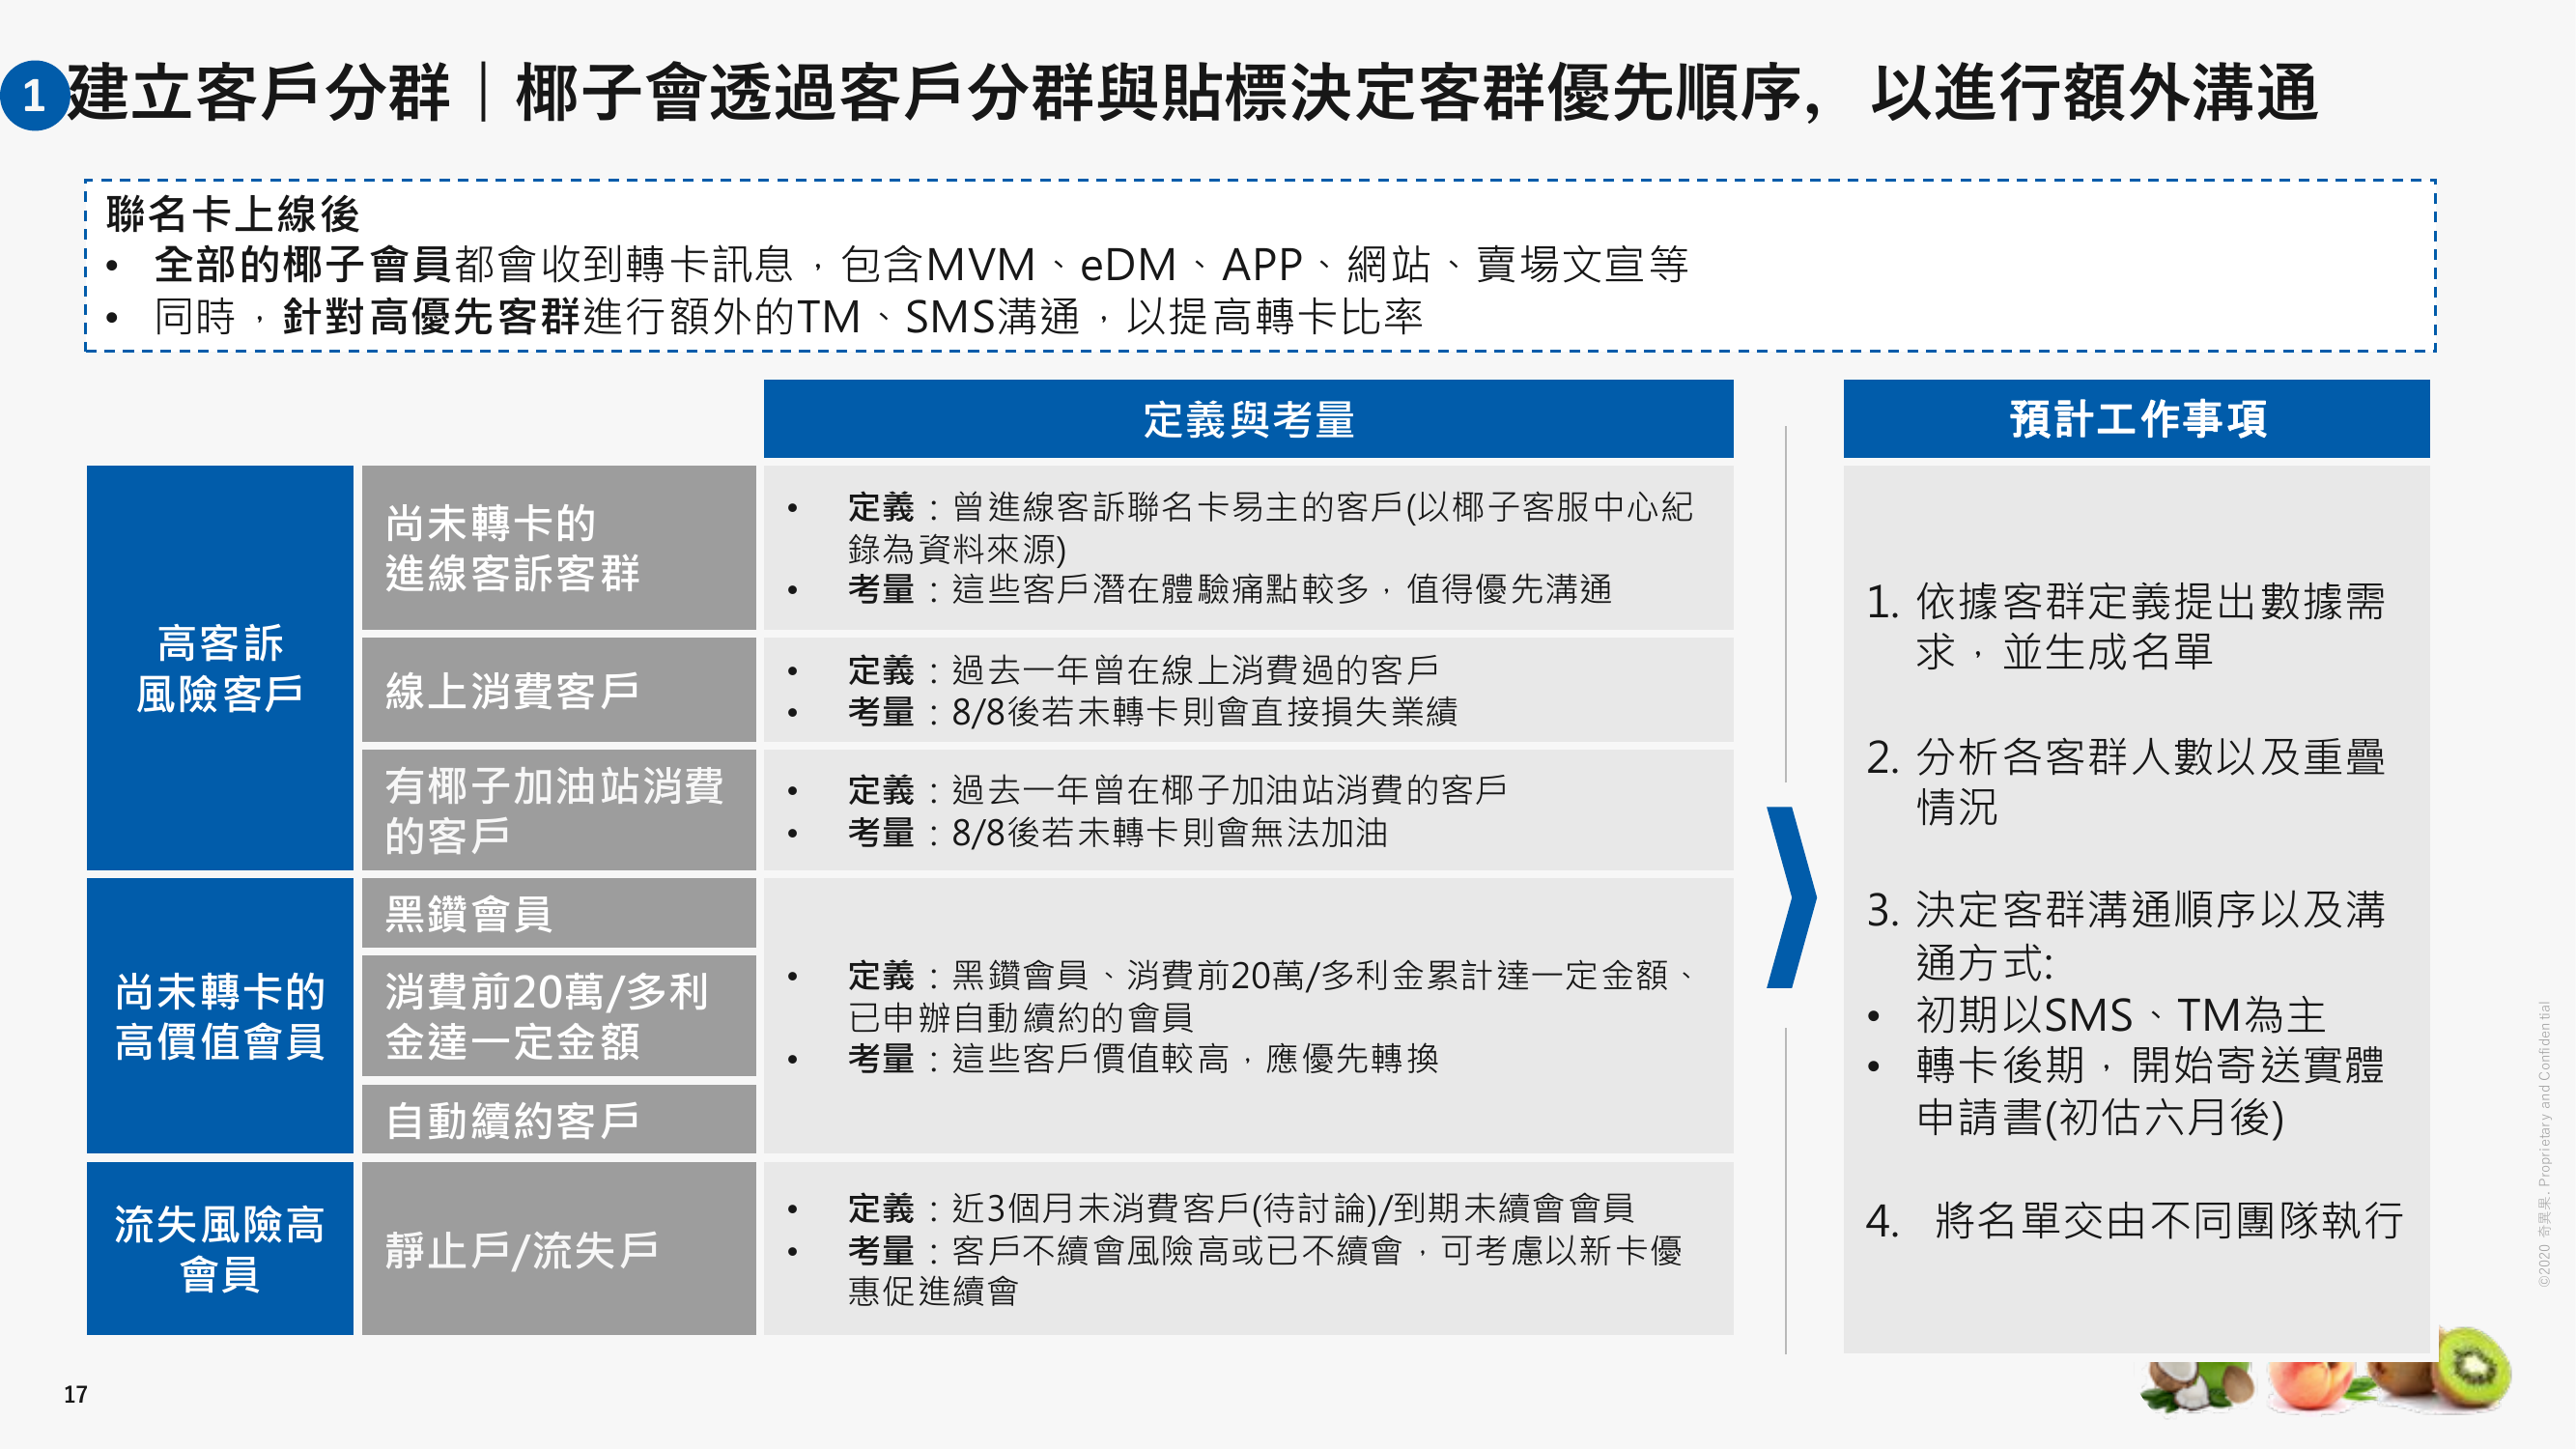 1 建立客戶分群｜椰子會透過客戶分群與貼標決定客群優先順序，以進行額外溝通
聯名卡上線後
• 全部的椰子會員都會收到轉卡訊息，包含MVM、eDM、APP、網站、賣場文宣等
• 同時，針對高優先客群進行額外的TM、SMS溝通，以提高轉卡比率
定義與考量
高客訴
風險客戶
尚未轉卡的
進線客訴客群
• 定義：曾進線客訴聯名卡易主的客戶(以椰子客服中心紀
錄為資料來源)
• 考量：這些客戶潛在體驗痛點較多，值得優先溝通
線上消費客戶
• 定義：過去一年曾在線上消費過的客戶
• 考量：8/8後若未轉卡則會直接損失業績
有椰子加油站消費
的客戶
• 定義：過去一年曾在椰子加油站消費的客戶
• 考量：8/8後若未轉卡則會無法加油
尚未轉卡的
高價值會員
黑鑽會員
消費前20萬/多利
金達一定金額
自動續約客戶
• 定義：黑鑽會員、消費前20萬/多利金累計達一定金額、
已申辦自動續約的會員
• 考量：這些客戶價值較高，應優先轉換
流失風險高
會員
靜止戶/流失戶
• 定義：近3個月未消費客戶(待討論)/到期未續會會員
• 考量：客戶不續會風險高或已不續會，可考慮以新卡優
惠促進續會
預計工作事項
1. 依據客群定義提出數據需
求，並生成名單
2. 分析各客群人數以及重疊
情況
3. 決定客群溝通順序以及溝
通方式:
• 初期以SMS、TM為主
• 轉卡後期，開始寄送實體
申請書(初估六月後)
4. 將名單交由不同團隊執行
©2020 奇異果. Proprietary and Confidential
17